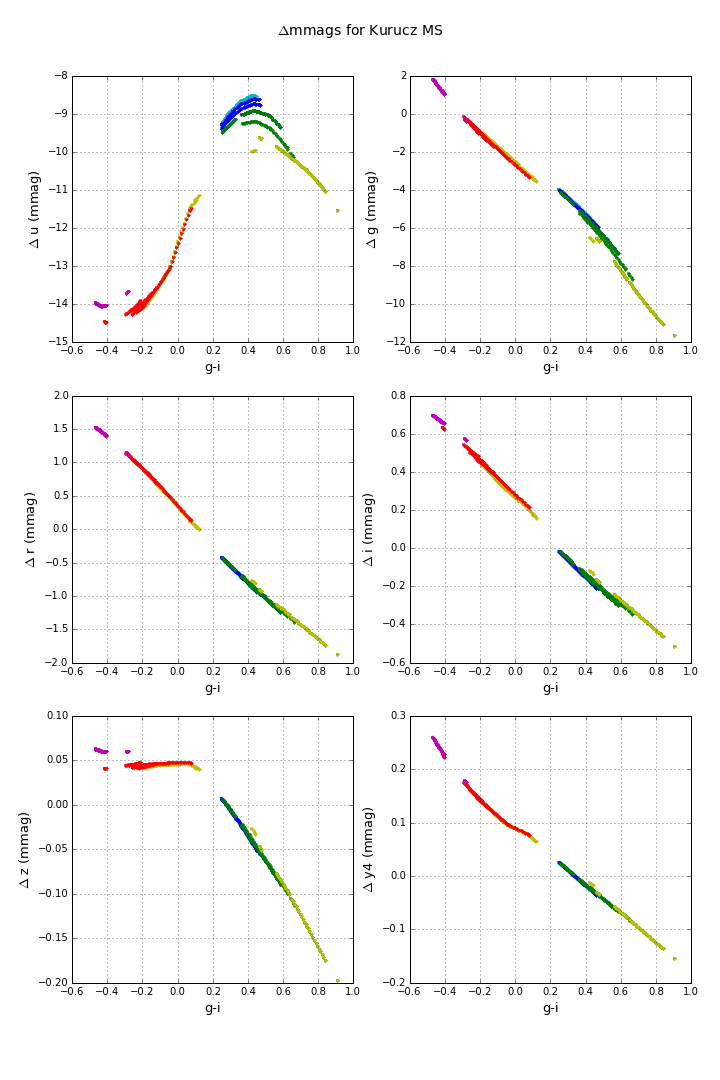 Δmmags for Kurucz MS
−8
−9
−10
−11
−12
−13
−14
−15
Δ u (mmag)
−0.6 −0.4 −0.2 0.0 0.2 0.4 0.6 0.8 1.0
g-i
2
0
−2
−4
−6
−8
−10
−12
Δ g (mmag)
−0.6 −0.4 −0.2 0.0 0.2 0.4 0.6 0.8 1.0
g-i
2.0
1.5
1.0
0.5
0.0
−0.5
−1.0
−1.5
−2.0
Δ r (mmag)
−0.6 −0.4 −0.2 0.0 0.2 0.4 0.6 0.8 1.0
g-i
0.8
0.6
0.4
0.2
0.0
−0.2
−0.4
−0.6
Δ i (mmag)
−0.6 −0.4 −0.2 0.0 0.2 0.4 0.6 0.8 1.0
g-i
0.10
0.05
0.00
−0.05
−0.10
−0.15
−0.20
Δ z (mmag)
−0.6 −0.4 −0.2 0.0 0.2 0.4 0.6 0.8 1.0
g-i
0.3
0.2
0.1
0.0
−0.1
−0.2
Δ y4 (mmag)
−0.6 −0.4 −0.2 0.0 0.2 0.4 0.6 0.8 1.0
g-i